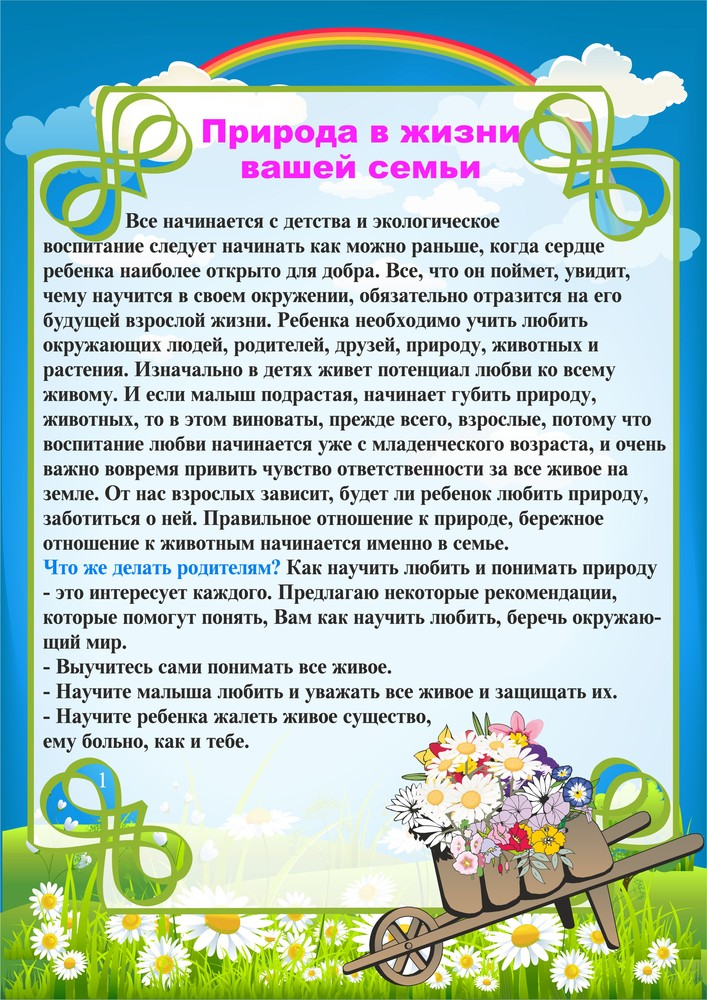 Природа в жизни
вашей семьи
Все начинается с детства и экологическое
воспитание следует начинать как можно раньше, когда сердце
ребенка наиболее открыто для добра. Все, что он поймет, увидит,
чему научится в своем окружении, обязательно отразится на его
будущей взрослой жизни. Ребенка необходимо учить любить
окружающих людей, родителей, друзей, природу, животных и
растения. Изначально в детях живет потенциал любви ко всему
живому. И если малыш подрастая, начинает губить природу,
животных, то в этом виноваты, прежде всего, взрослые, потому что
воспитание любви начинается уже с младенческого возраста, и очень
важно вовремя привить чувство ответственности за все живое на
земле. От нас взрослых зависит, будет ли ребенок любить природу,
заботиться о ней. Правильное отношение к природе, бережное
отношение к животным начинается именно в семье.
Что же делать родителям? Как научить любить и понимать природу
- это интересует каждого. Предлагаю некоторые рекомендации,
которые помогут понять, Вам как научить любить, беречь окружаю-
щий мир.
- Выучитесь сами понимать все живое.
- Научите малыша любить и уважать все живое и защищать их.
- Научите ребенка жалеть живое существо,
ему больно, как и тебе.
1